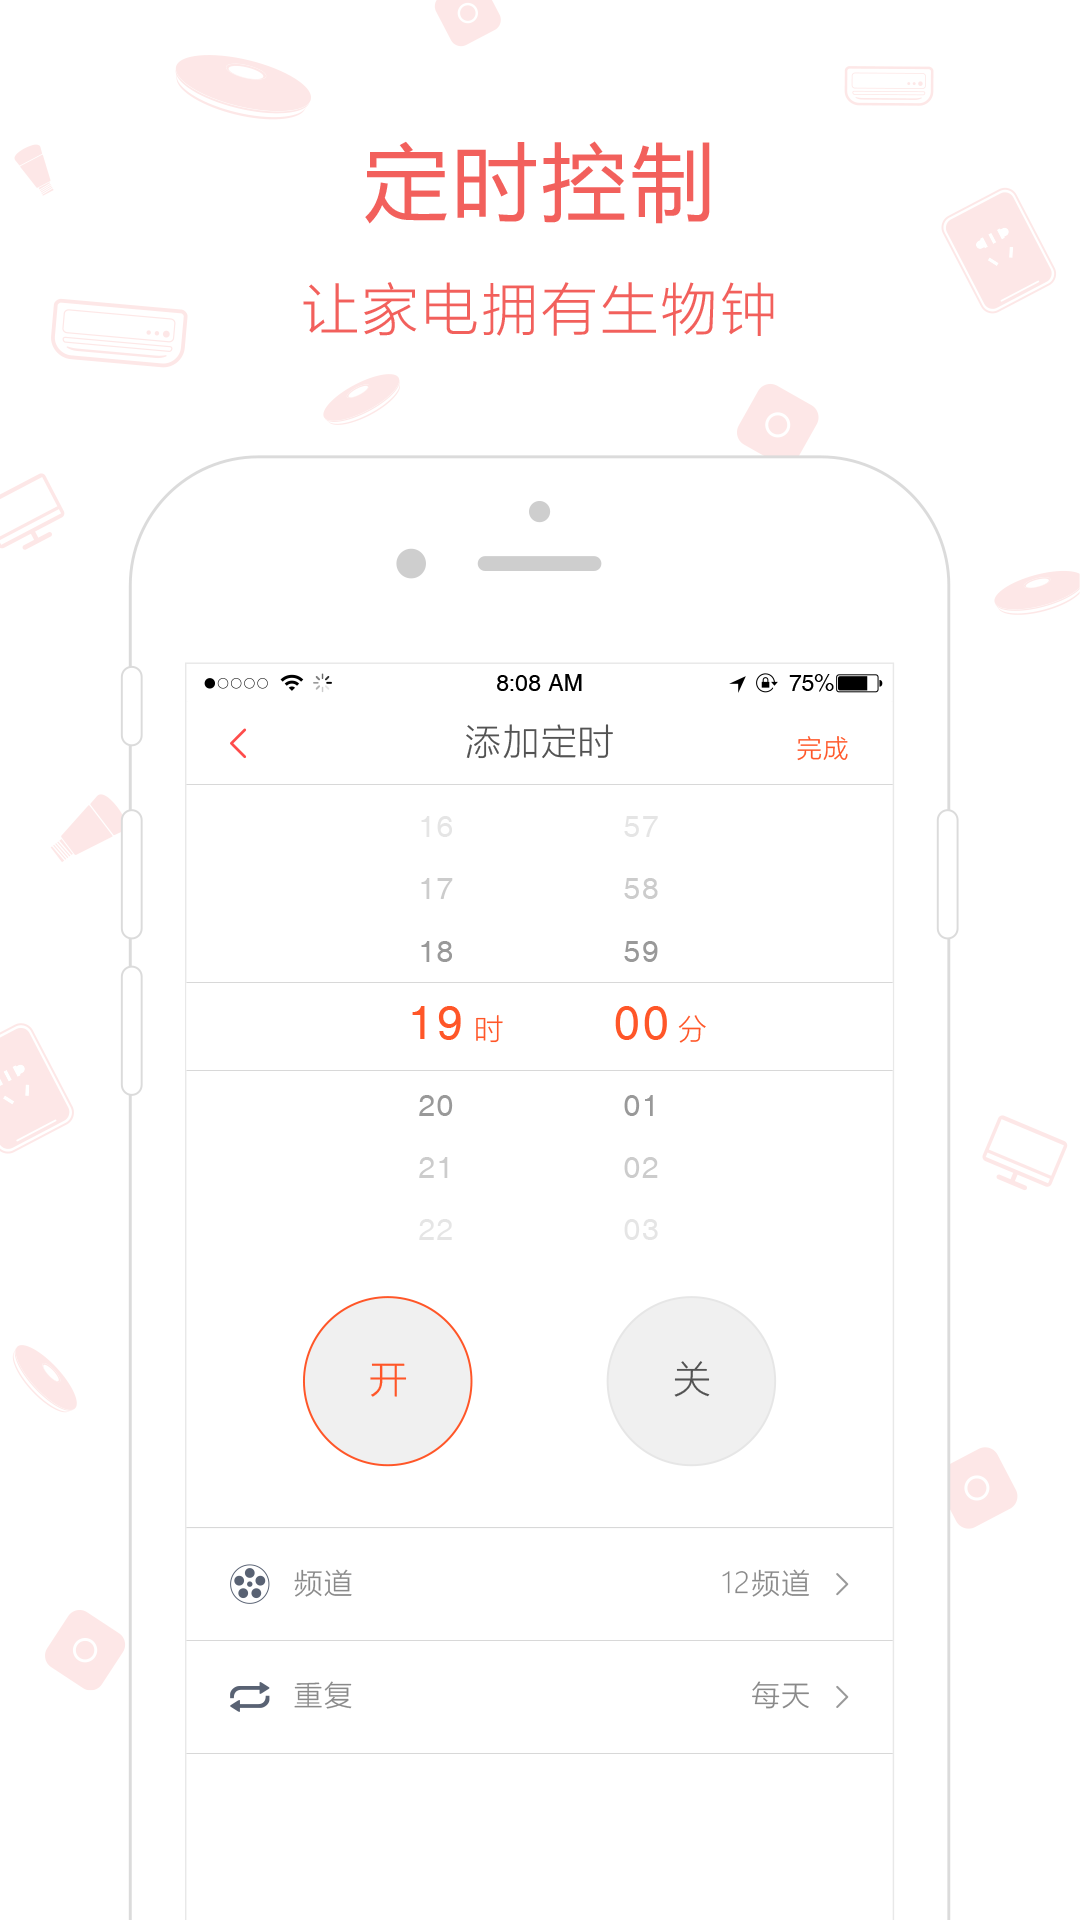 定时控制
让家电拥有生物钟
8:08 AM 75%
添加定时 完成
16 57
17 58
18 59
19 时 00 分
20 01
21 02
22 03
开 关
频道 12频道
重复 每天